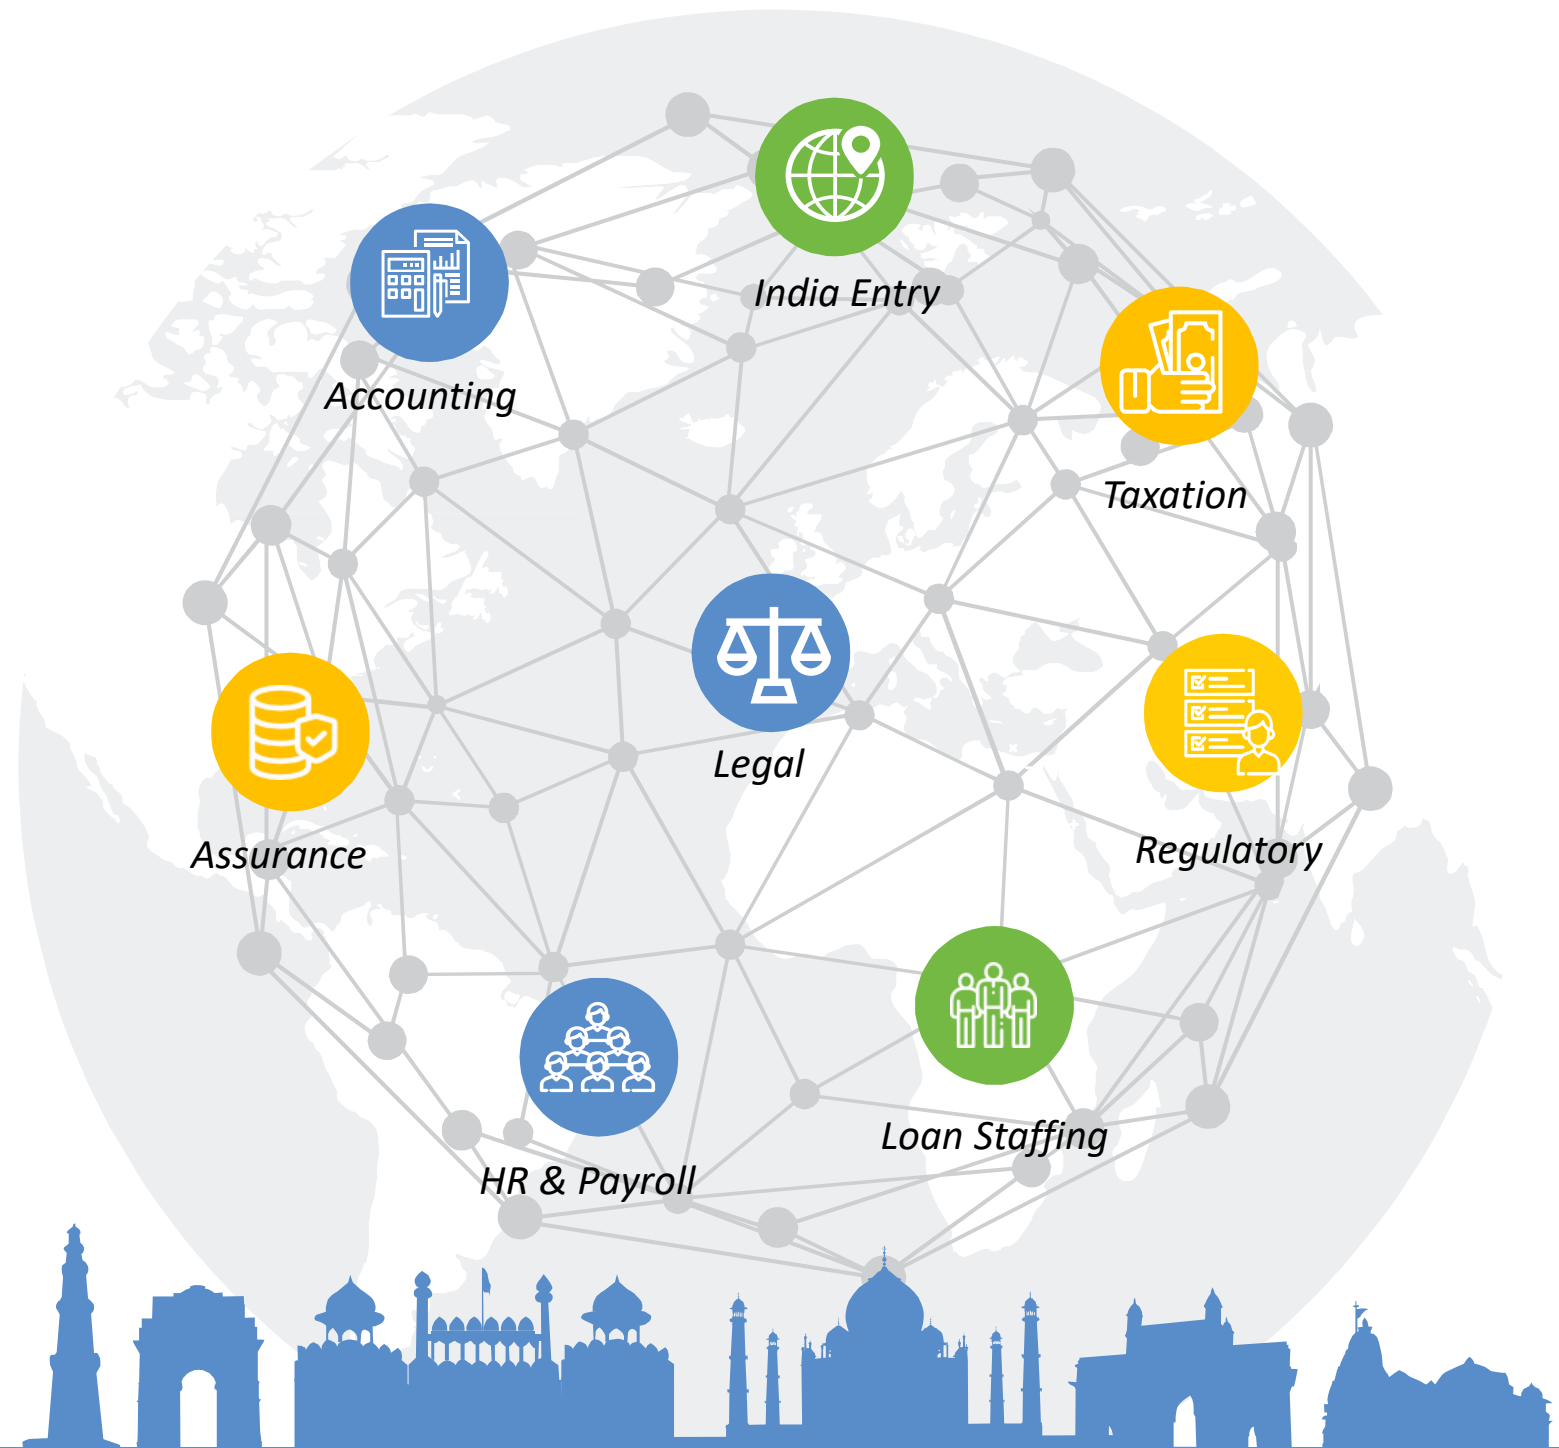 India Entry
Accounting
Taxation
Legal
Assurance
Regulatory
Loan Staffing
HR & Payroll